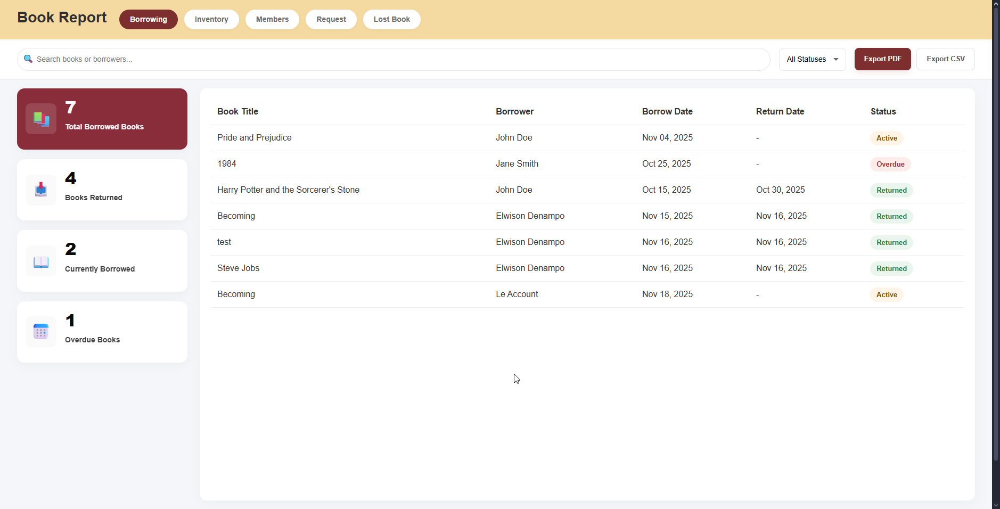 Book Report
Borrowing
Inventory
Members
Request
Lost Book
Search books or borrowers...
All Statuses
Export PDF
Export CSV
7
Total Borrowed Books
4
Books Returned
2
Currently Borrowed
1
Overdue Books
Book Title Borrower Borrow Date Return Date Status
Pride and Prejudice John Doe Nov 04, 2025 - Active
1984 Jane Smith Oct 25, 2025 - Overdue
Harry Potter and the Sorcerer's Stone John Doe Oct 15, 2025 Oct 30, 2025 Returned
Becoming Elwison Denampo Nov 15, 2025 Nov 16, 2025 Returned
test Elwison Denampo Nov 16, 2025 Nov 16, 2025 Returned
Steve Jobs Elwison Denampo Nov 16, 2025 Nov 16, 2025 Returned
Becoming Le Account Nov 18, 2025 - Active